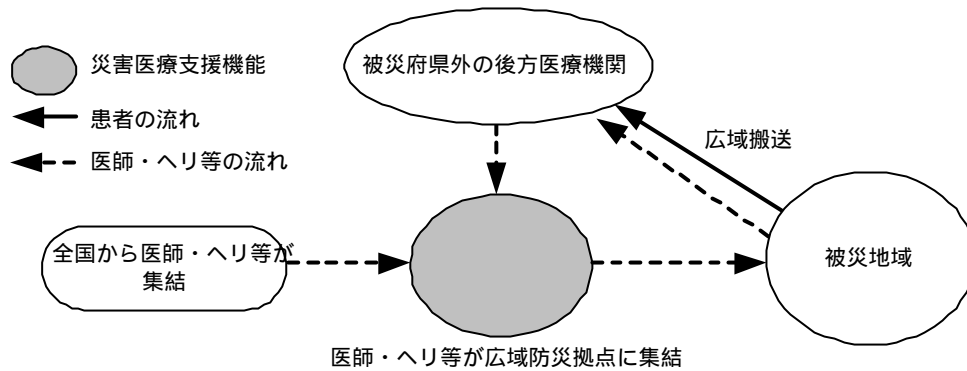 災害医療支援機能
患者の流れ
医師・ヘリ等の流れ
被災府県外の後方医療機関
広域搬送
全国から医師・ヘリ等が
集結
被災地域
医師・ヘリ等が広域防災拠点に集結